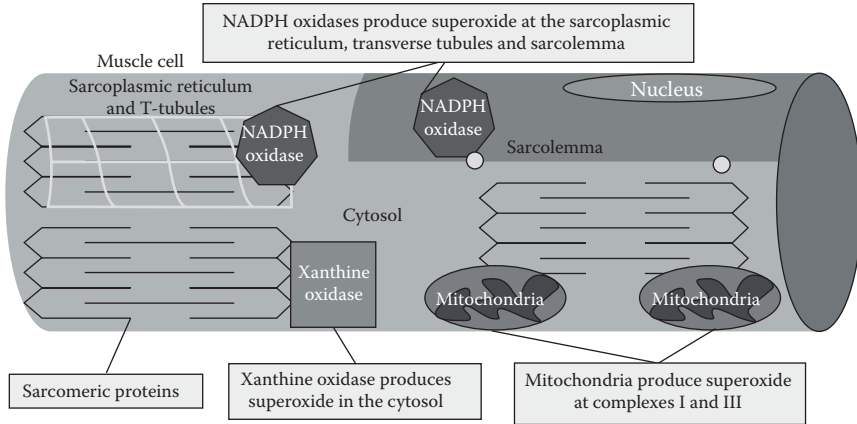 NADPH oxidases produce superoxide at the sarcoplasmic
reticulum, transverse tubules and sarcolemma
Muscle cell
Sarcoplasmic reticulum
and T-tubules
NADPH
oxidase
NADPH
oxidase
Nucleus
Sarcolemma
Cytosol
Xanthine
oxidase
Mitochondria
Mitochondria
Sarcomeric proteins
Xanthine oxidase produces
superoxide in the cytosol
Mitochondria produce superoxide
at complexes I and III